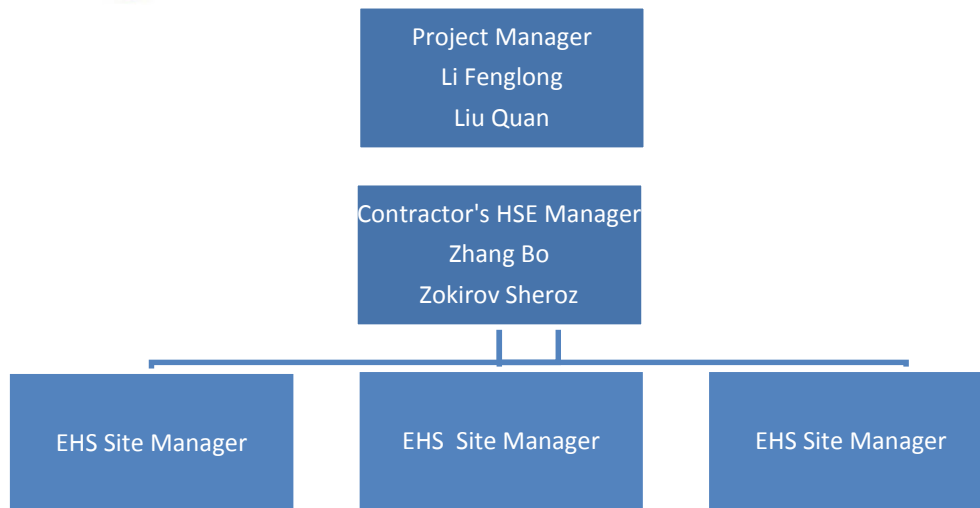 Project Manager
Li Fenglong
Liu Quan
Contractor's HSE Manager
Zhang Bo
Zokirov Sheroz
EHS Site Manager
EHS  Site Manager
EHS Site Manager